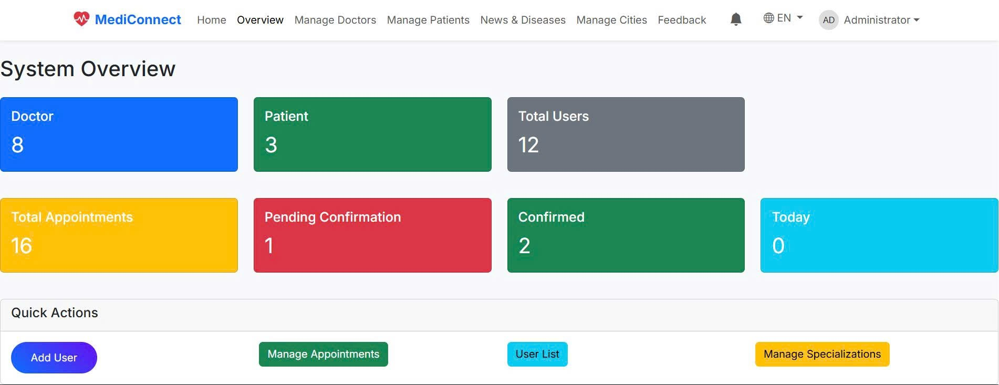 MediConnect Home Overview Manage Doctors Manage Patients News & Diseases Manage Cities Feedback EN AD Administrator
System Overview
Doctor Patient Total Users
8 3 12
Total Appointments Pending Confirmation Confirmed Today
16 1 2 0
Quick Actions
Add User Manage Appointments User List Manage Specializations